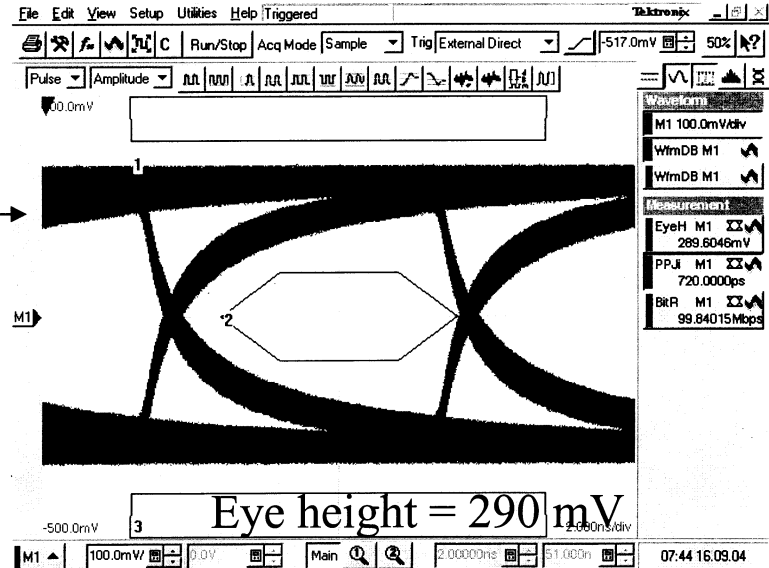 File Edit View Setup Utilities Help Triggered Tektronix
Run/Stop Acq Mode Sample Trig External Direct -517.0mV 50%
Pulse Amplitude
00.0mV
Waveform
M1 100.0mV/div
WfmDB M1
WfmDB M1
Measurement
EyeH M1
289.6046mV
PPJi M1
720.0000ps
BitR M1
99.84015Mbps
1
M1
*2
3
Eye height = 290 mV
-500.0mV 2.000ns/div
M1 100.0mV/ 0.0V Main 1 2 2.00000ns 51.000n 07:44 16.09.04